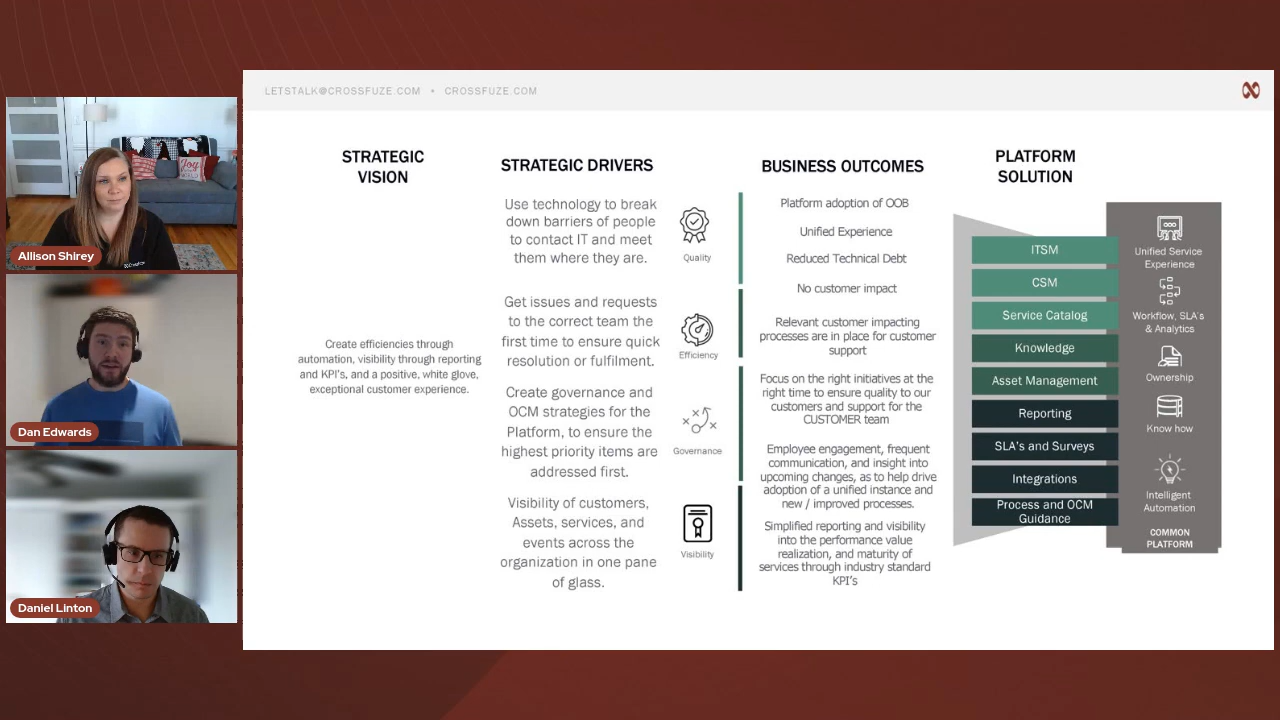 LETSTALK@CROSSFUZE.COM • CROSSFUZE.COM
Joy
Allison Shirey
Dan Edwards
Daniel Linton
STRATEGIC
VISION
Create efficiencies through
automation, visibility through reporting
and KPI's, and a positive, white glove,
exceptional customer experience.
STRATEGIC DRIVERS
Use technology to break
down barriers of people
to contact IT and meet
them where they are.
Quality
Get issues and requests
to the correct team the
first time to ensure quick
resolution or fulfilment.
Efficiency
Create governance and
OCM strategies for the
Platform, to ensure the
highest priority items are
addressed first.
Governance
Visibility of customers,
Assets, services, and
events across the
organization in one pane
of glass.
Visibility
BUSINESS OUTCOMES
Platform adoption of OOB
Unified Experience
Reduced Technical Debt
No customer impact
Relevant customer impacting
processes are in place for customer
support
Focus on the right initiatives at the
right time to ensure quality to our
customers and support for the
CUSTOMER team
Employee engagement, frequent
communication, and insight into
upcoming changes, as to help drive
adoption of a unified instance and
new / improved processes.
Simplified reporting and visibility
into the performance value
realization, and maturity of
services through industry standard
KPI's
PLATFORM
SOLUTION
ITSM
CSM
Service Catalog
Knowledge
Asset Management
Reporting
SLA's and Surveys
Integrations
Process and OCM
Guidance
Unified Service
Experience
Workflow, SLA's
& Analytics
Ownership
Know how
Intelligent
Automation
COMMON
PLATFORM